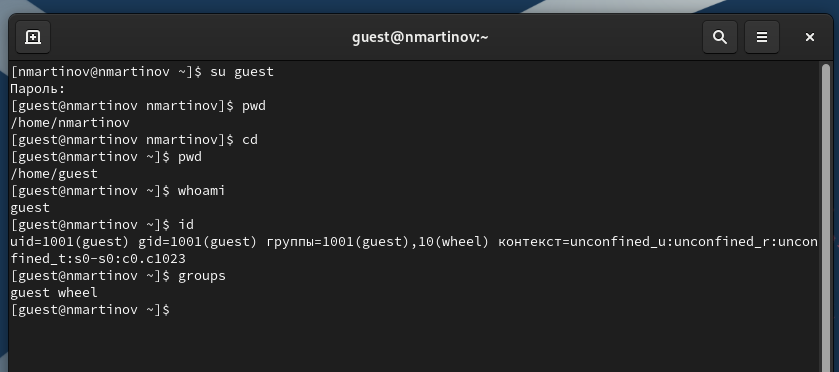 guest@nmartinov:~
[nmartinov@nmartinov ~]$ su guest
Пароль:
[guest@nmartinov nmartinov]$ pwd
/home/nmartinov
[guest@nmartinov nmartinov]$ cd
[guest@nmartinov ~]$ pwd
/home/guest
[guest@nmartinov ~]$ whoami
guest
[guest@nmartinov ~]$ id
uid=1001(guest) gid=1001(guest) группы=1001(guest),10(wheel) контекст=unconfined_u:unconfined_r:uncon
fined_t:s0-s0:c0.c1023
[guest@nmartinov ~]$ groups
guest wheel
[guest@nmartinov ~]$